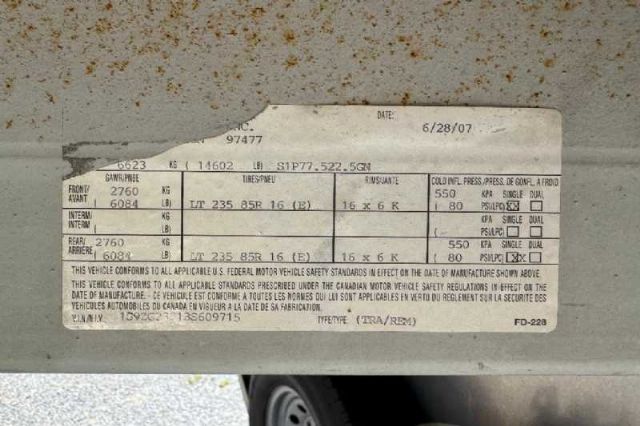 INC. DATE: 6/28/07
97477
6623 KG ( 14602 LB) S1P77.522.5GN
GAWR/PNBE TIRES/PNEU RIMS/JANTE COLD INFL. PRESS./PRESS. DE GONFL. A FROID
FRONT/ AVANT 2760 KG 550 KPA SINGLE DUAL
( 6084 LB) LT 235 85R 16 (E) 16 x 6 K ( 80 PSI/LPC) XX
INTERM/ KG KPA SINGLE DUAL
INTERM ( LB) ( PSI/LPC)
REAR/ ARRIÈRE 2760 KG 550 KPA SINGLE DUAL
( 6084 LB) LT 235 85R 16 (E) 16 x 6 K ( 80 PSI/LPC) XX
THIS VEHICLE CONFORMS TO ALL APPLICABLE U.S. FEDERAL MOTOR VEHICLE SAFETY STANDARDS IN EFFECT ON THE DATE OF MANUFACTURE SHOWN ABOVE.
THIS VEHICLE CONFORMS TO ALL APPLICABLE STANDARDS PRESCRIBED UNDER THE CANADIAN MOTOR VEHICLE SAFETY REGULATIONS IN EFFECT ON THE
DATE OF MANUFACTURE. - CE VEHICULE EST CONFORME A TOUTES LES NORMES QUI LUI SONT APPLICABLES EN VERTU DU REGLEMENT SUR LA SECURITE DES
VEHICULES AUTOMOBILES DU CANADA EN VIGUEUR A LA DATE DE SA FABRICATION.
V.I.N./N.I.V. TYPE/TYPE (TRA/REM) FD-228